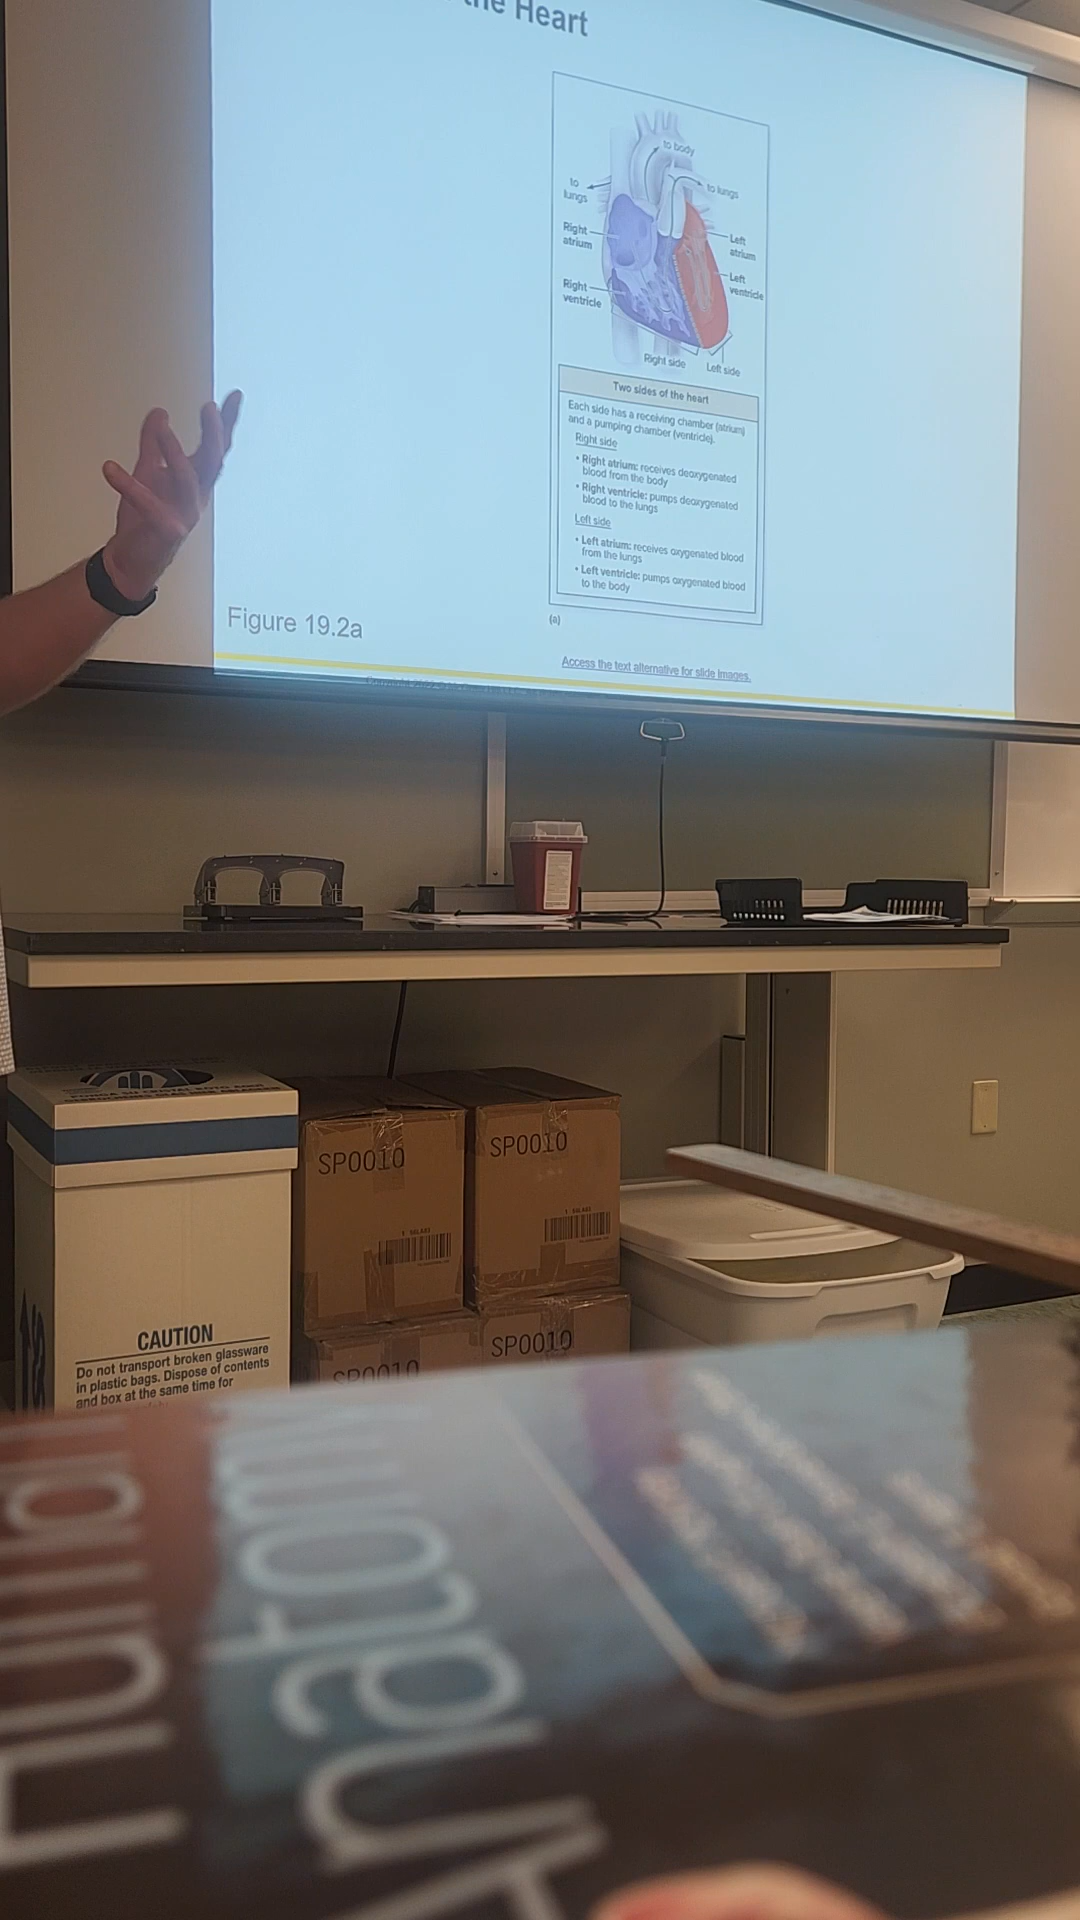 the Heart
to body
to
lungs
to lungs
Right
atrium
Left
atrium
Left
ventricle
Right
ventricle
Right side
Left side
Two sides of the heart
Each side has a receiving chamber (atrium)
and a pumping chamber (ventricle).
Right side
• Right atrium: receives deoxygenated
blood from the body
• Right ventricle: pumps deoxygenated
blood to the lungs
Left side
• Left atrium: receives oxygenated blood
from the lungs
• Left ventricle: pumps oxygenated blood
to the body
(a)
Figure 19.2a
Access the text alternative for slide images.
SP0010
SP0010
SP0010
SP0010
CAUTION
Do not transport broken glassware
in plastic bags. Dispose of contents
and box at the same time for
Human
Anatomy